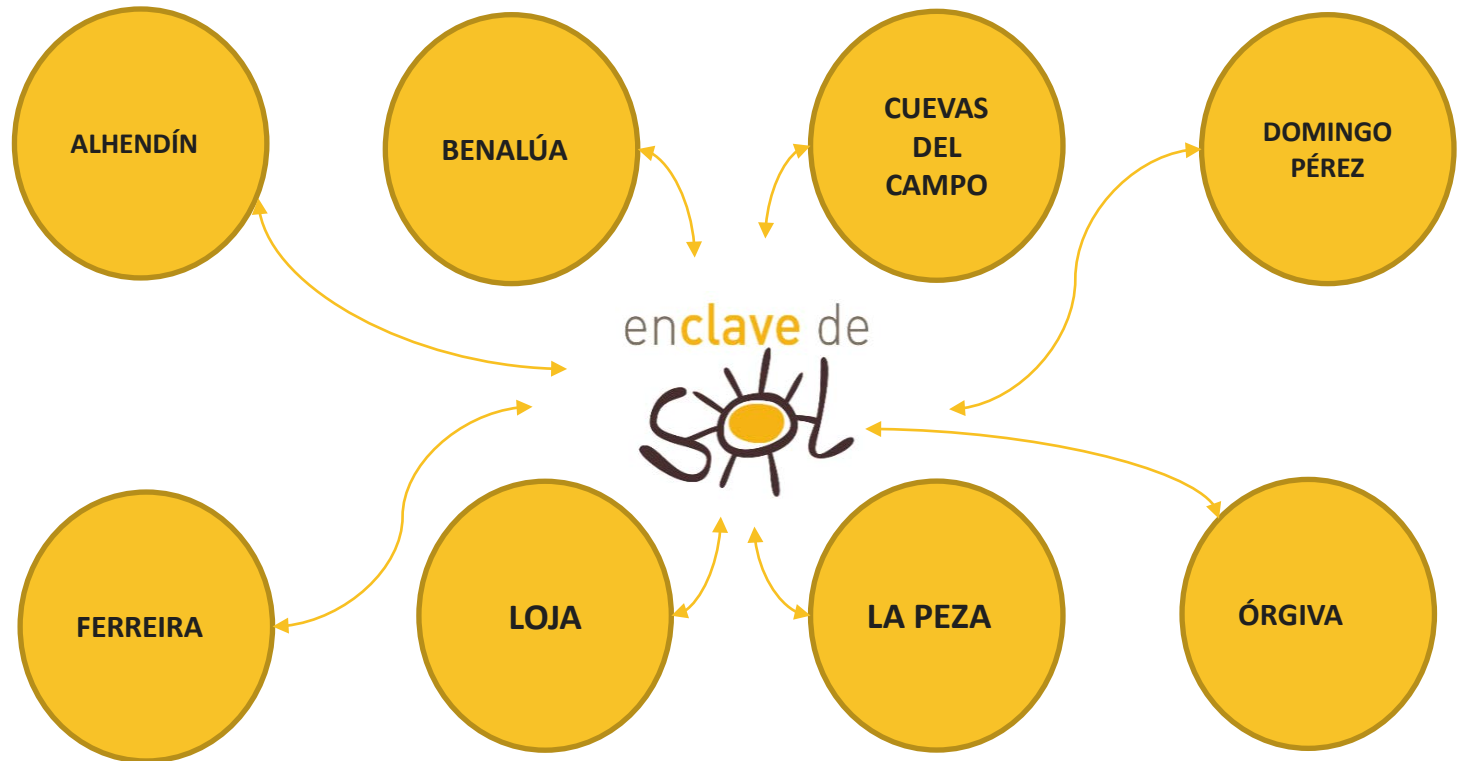 ALHENDÍN
BENALÚA
CUEVAS
DEL
CAMPO
DOMINGO
PÉREZ
enclave de
SOL
FERREIRA
LOJA
LA PEZA
ÓRGIVA